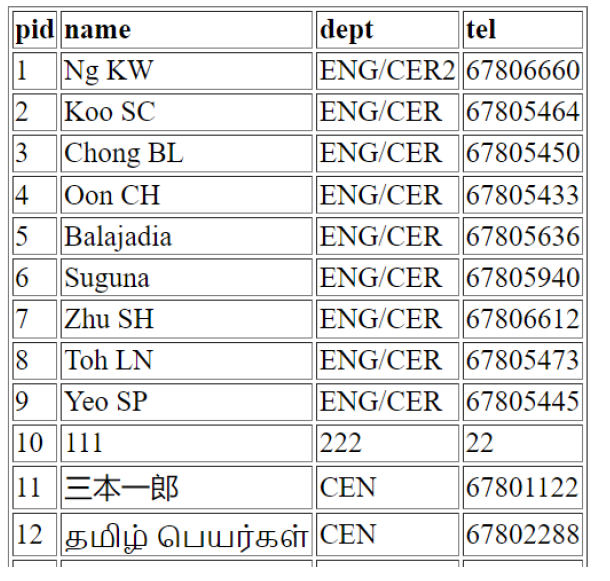 pid name dept tel
1 Ng KW ENG/CER2 67806660
2 Koo SC ENG/CER 67805464
3 Chong BL ENG/CER 67805450
4 Oon CH ENG/CER 67805433
5 Balajadia ENG/CER 67805636
6 Suguna ENG/CER 67805940
7 Zhu SH ENG/CER 67806612
8 Toh LN ENG/CER 67805473
9 Yeo SP ENG/CER 67805445
10 111 222 22
11 三本一郎 CEN 67801122
12 தமிழ் பெயர்கள் CEN 67802288